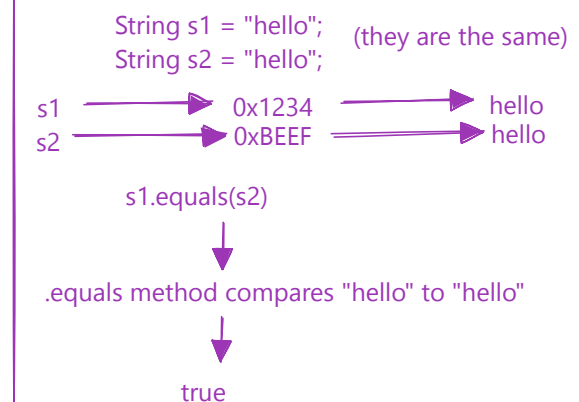 String s1 = "hello";
String s2 = "hello";
(they are the same)
s1 0x1234 hello
s2 0xBEEF hello
s1.equals(s2)
.equals method compares "hello" to "hello"
true